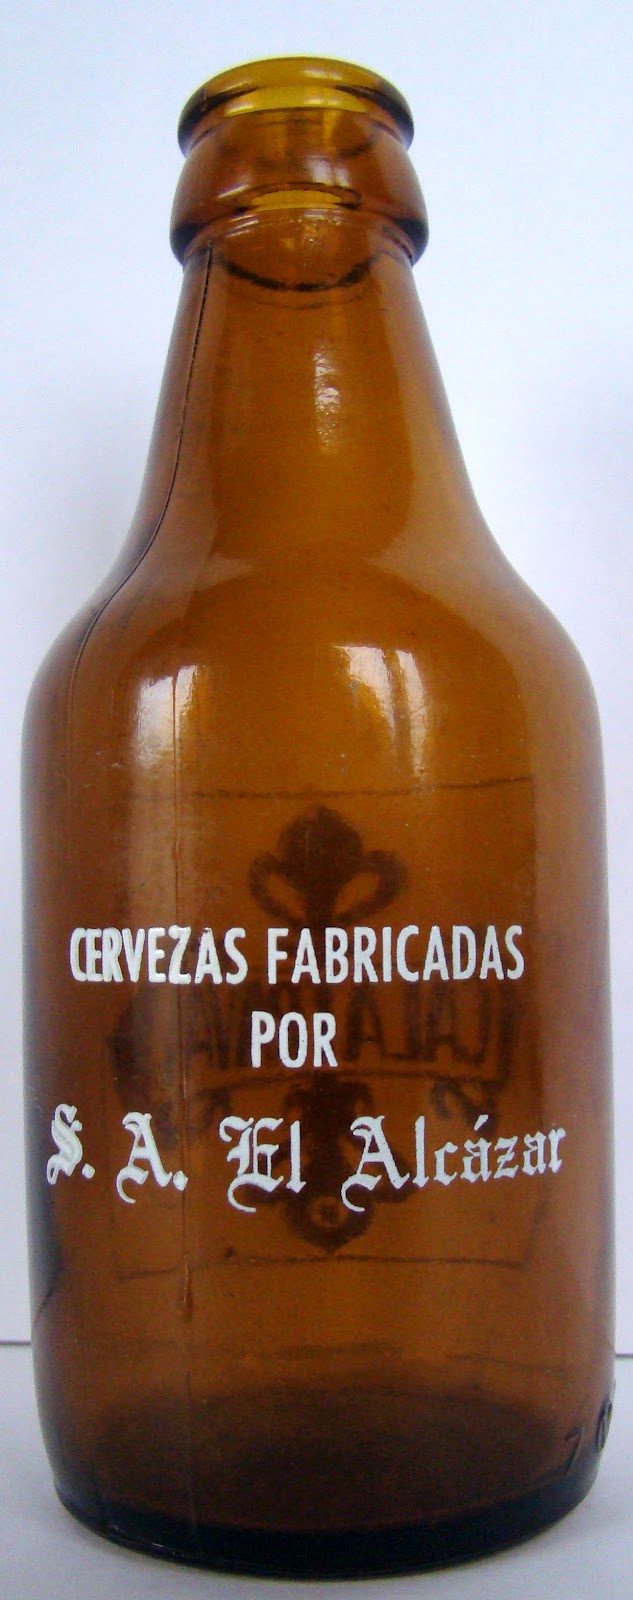 CERVEZAS FABRICADAS
POR
S. A. El Alcázar